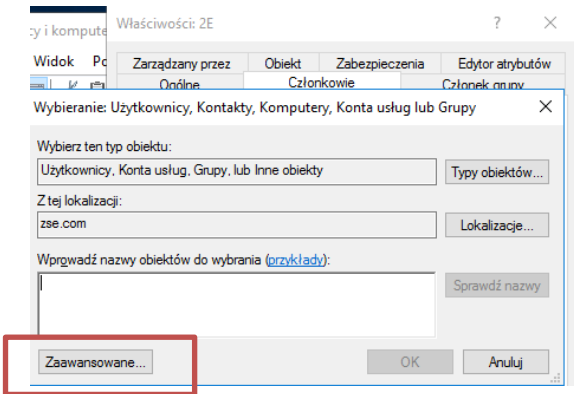 cy i kompute
Właściwości: 2E
Widok Po
Zarządzany przez Obiekt Zabezpieczenia Edytor atrybutów
Ogólne Członkowie Członek grupy
Wybieranie: Użytkownicy, Kontakty, Komputery, Konta usług lub Grupy
Wybierz ten typ obiektu:
Użytkownicy, Konta usług, Grupy, lub Inne obiekty
Typy obiektów...
Z tej lokalizacji:
zse.com
Lokalizacje...
Wprowadź nazwy obiektów do wybrania (przykłady):
Sprawdź nazwy
Zaawansowane... OK Anuluj